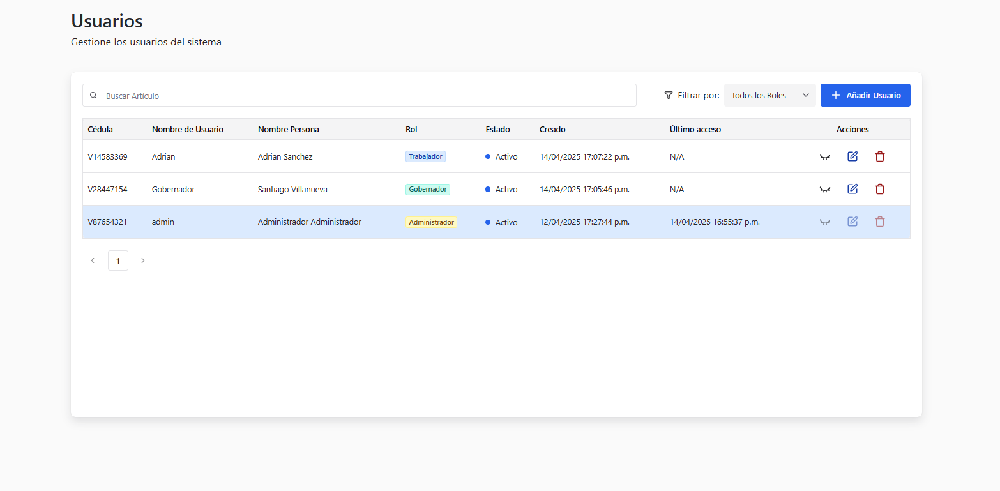 Usuarios
Gestione los usuarios del sistema
Buscar Artículo Filtrar por: Todos los Roles Añadir Usuario
Cédula Nombre de Usuario Nombre Persona Rol Estado Creado Último acceso Acciones
V14583369 Adrian Adrian Sanchez Trabajador Activo 14/04/2025 17:07:22 p.m. N/A
V28447154 Gobernador Santiago Villanueva Gobernador Activo 14/04/2025 17:05:46 p.m. N/A
V87654321 admin Administrador Administrador Administrador Activo 12/04/2025 17:27:44 p.m. 14/04/2025 16:55:37 p.m.
1